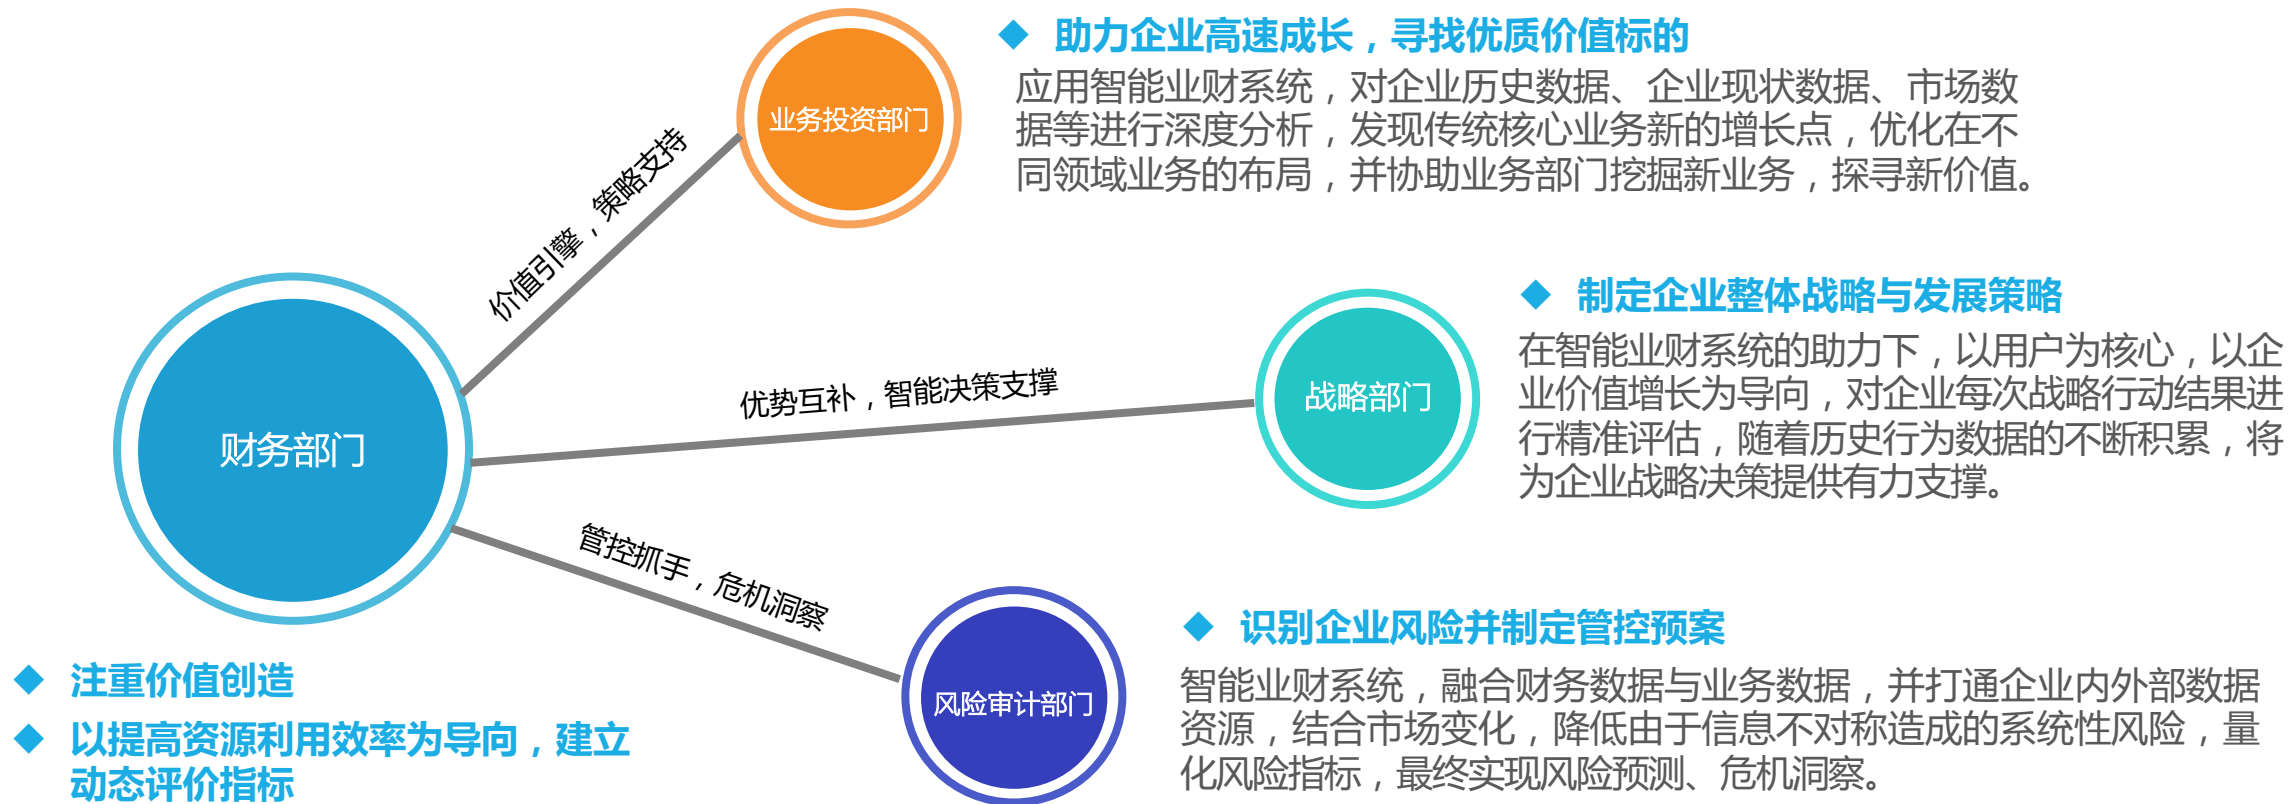 助力企业高速成长，寻找优质价值标的
应用智能业财系统，对企业历史数据、企业现状数据、市场数
据等进行深度分析，发现传统核心业务新的增长点，优化在不
同领域业务的布局，并协助业务部门挖掘新业务，探寻新价值。
业务投资部门
价值引擎，策略支持
制定企业整体战略与发展策略
在智能业财系统的助力下，以用户为核心，以企
业价值增长为导向，对企业每次战略行动结果进
行精准评估，随着历史行为数据的不断积累，将
为企业战略决策提供有力支撑。
优势互补，智能决策支撑
战略部门
财务部门
管控抓手，危机洞察
识别企业风险并制定管控预案
智能业财系统，融合财务数据与业务数据，并打通企业内外部数据
资源，结合市场变化，降低由于信息不对称造成的系统性风险，量
化风险指标，最终实现风险预测、危机洞察。
风险审计部门
注重价值创造
以提高资源利用效率为导向，建立
动态评价指标